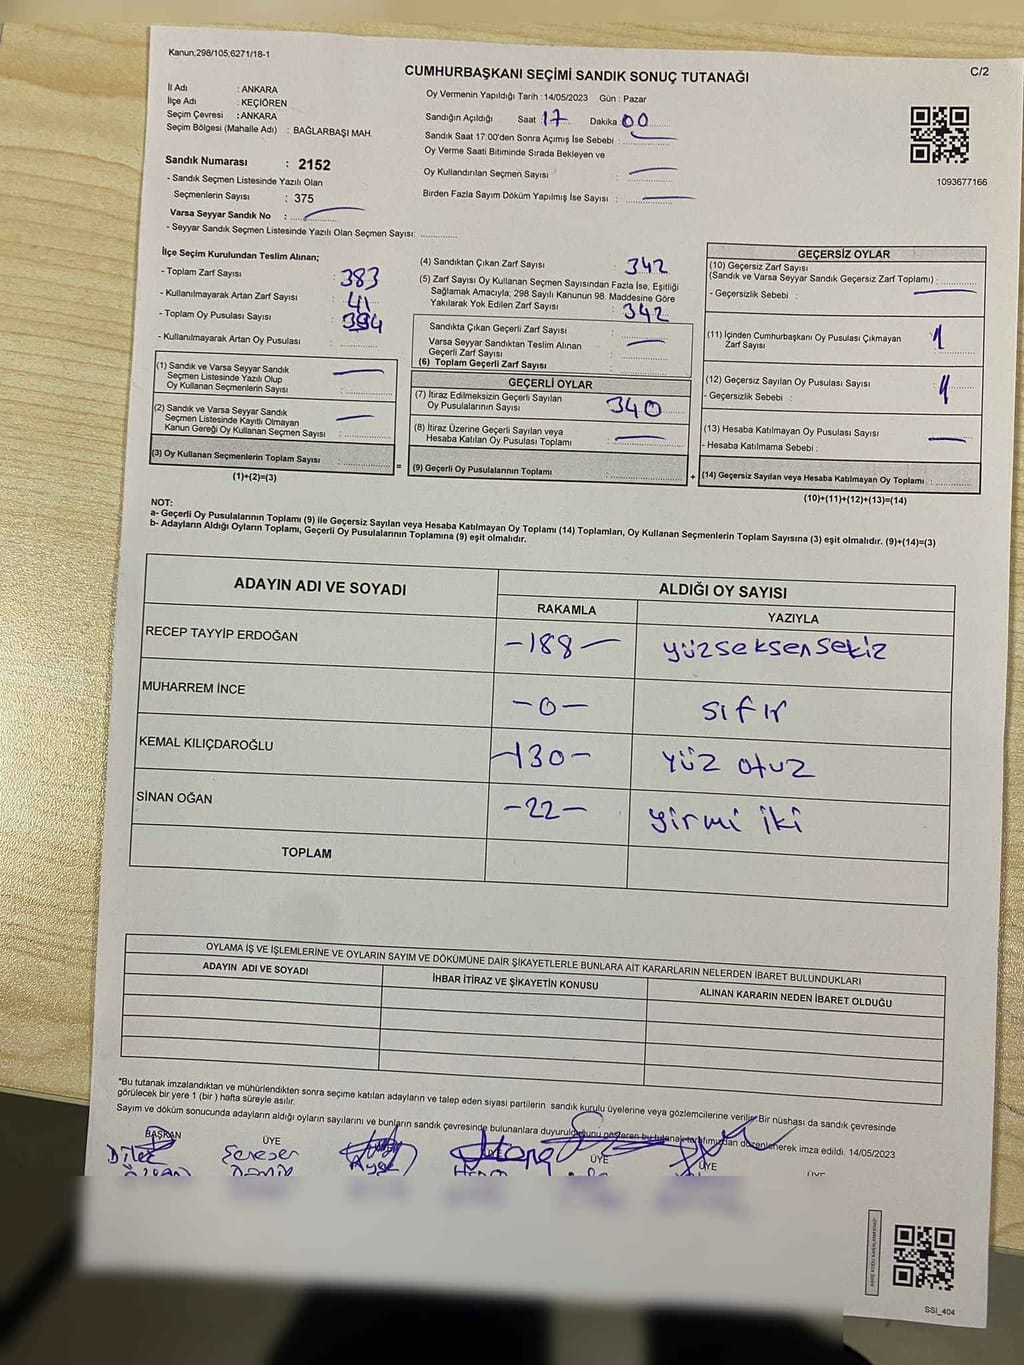 Kanun;298/105,6271/18-1
C/2
CUMHURBAŞKANI SEÇİMİ SANDIK SONUÇ TUTANAĞI
İl Adı : ANKARA
İlçe Adı : KEÇİÖREN
Seçim Çevresi : ANKARA
Seçim Bölgesi (Mahalle Adı) : BAĞLARBAŞI MAH.
Sandık Numarası : 2152
- Sandık Seçmen Listesinde Yazılı Olan
Seçmenlerin Sayısı : 375
Varsa Seyyar Sandık No :
- Seyyar Sandık Seçmen Listesinde Yazılı Olan Seçmen Sayısı:
Oy Vermenin Yapıldığı Tarih : 14/05/2023 Gün : Pazar
Sandığın Açıldığı Saat : 17 Dakika 00
Sandık Saat 17:00'den Sonra Açımış İse Sebebi :
Oy Verme Saati Bitiminde Sırada Bekleyen ve
Oy Kullandırılan Seçmen Sayısı :
Birden Fazla Sayım Döküm Yapılmış İse Sayısı :
1093677166
İlçe Seçim Kurulundan Teslim Alınan;
- Toplam Zarf Sayısı : 383
- Kullanılmayarak Artan Zarf Sayısı : 41
- Toplam Oy Pusulası Sayısı :
- Kullanılmayarak Artan Oy Pusulası :
(1) Sandık ve Varsa Seyyar Sandık
Seçmen Listesinde Yazılı Olup
Oy Kullanan Seçmenlerin Sayısı :
(2) Sandık ve Varsa Seyyar Sandık
Seçmen Listesinde Kayıtlı Olmayan
Kanun Gereği Oy Kullanan Seçmen Sayısı :
(3) Oy Kullanan Seçmenlerin Toplam Sayısı :
(1)+(2)=(3)
=
(4) Sandıktan Çıkan Zarf Sayısı : 342
(5) Zarf Sayısı Oy Kullanan Seçmen Sayısından Fazla İse, Eşitliği
Sağlamak Amacıyla; 298 Sayılı Kanunun 98. Maddesine Göre
Yakılarak Yok Edilen Zarf Sayısı : 342
Sandıkta Çıkan Geçerli Zarf Sayısı :
Varsa Seyyar Sandıktan Teslim Alınan
Geçerli Zarf Sayısı :
(6) Toplam Geçerli Zarf Sayısı :
GEÇERLİ OYLAR
(7) İtiraz Edilmeksizin Geçerli Sayılan
Oy Pusulalarının Sayısı : 340
(8) İtiraz Üzerine Geçerli Sayılan veya
Hesaba Katılan Oy Pusulası Toplamı :
(9) Geçerli Oy Pusulalarının Toplamı :
+
GEÇERSİZ OYLAR
(10) Geçersiz Zarf Sayısı
(Sandık ve Varsa Seyyar Sandık Geçersiz Zarf Toplamı) :
- Geçersizlik Sebebi :
(11) İçinden Cumhurbaşkanı Oy Pusulası Çıkmayan
Zarf Sayısı : 1
(12) Geçersiz Sayılan Oy Pusulası Sayısı : 1
- Geçersizlik Sebebi :
(13) Hesaba Katılmayan Oy Pusulası Sayısı :
- Hesaba Katılmama Sebebi :
(14) Geçersiz Sayılan veya Hesaba Katılmayan Oy Toplamı :
(10)+(11)+(12)+(13)=(14)
NOT:
a- Geçerli Oy Pusulalarının Toplamı (9) ile Geçersiz Sayılan veya Hesaba Katılmayan Oy Toplamı (14) Toplamları, Oy Kullanan Seçmenlerin Toplam Sayısına (3) eşit olmalıdır. (9)+(14)=(3)
b- Adayların Aldığı Oyların Toplamı, Geçerli Oy Pusulalarının Toplamına (9) eşit olmalıdır.
ADAYIN ADI VE SOYADI ALDIĞI OY SAYISI
RAKAMLA YAZIYLA
RECEP TAYYİP ERDOĞAN -188- yüzseksensekiz
MUHARREM İNCE -0- sıfır
KEMAL KILIÇDAROĞLU -130- yüz otuz
SİNAN OĞAN -22- yirmi iki
TOPLAM
OYLAMA İŞ VE İŞLEMLERİNE VE OYLARIN SAYIM VE DÖKÜMÜNE DAİR ŞİKAYETLERLE BUNLARA AİT KARARLARIN NELERDEN İBARET BULUNDUKLARI
ADAYIN ADI VE SOYADI İHBAR İTİRAZ VE ŞİKAYETİN KONUSU ALINAN KARARIN NEDEN İBARET OLDUĞU
*Bu tutanak imzalandıktan ve mühürlendikten sonra seçime katılan adayların ve talep eden siyasi partilerin sandık kurulu üyelerine veya gözlemcilerine verilir. Bir nüshası da sandık çevresinde
görülecek bir yere 1 (bir) hafta süreyle asılır.
Sayım ve döküm sonucunda adayların aldığı oyların sayılarını ve bunların sandık çevresinde bulunanlara duyurulduğunu gösteren bu tutanak tarafımızdan düzenlenerek imza edildi. 14/05/2023
BAŞKAN ÜYE ÜYE ÜYE ÜYE
SSI_404